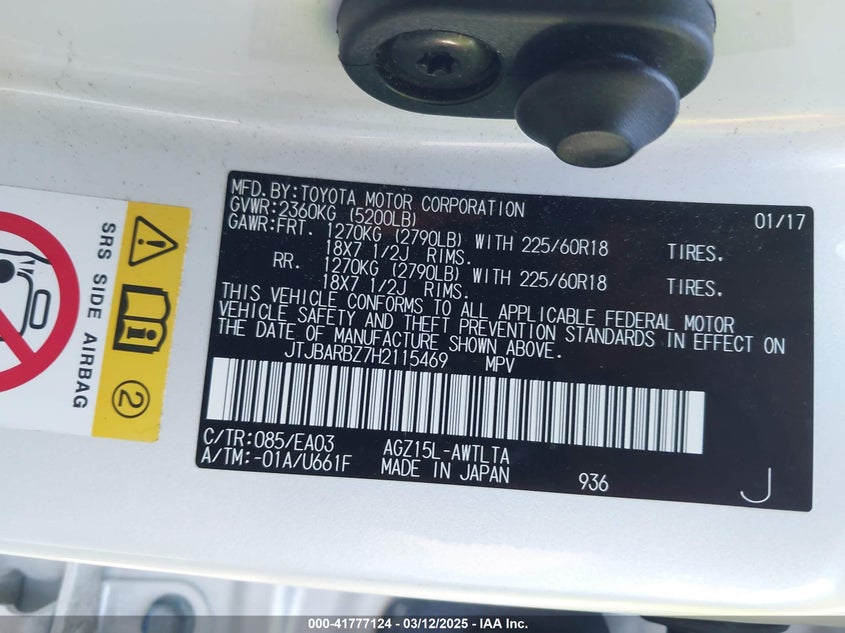 MFD.BY:TOYOTA MOTOR CORPORATION 01/17
GVWR:2360KG (5200LB)
GAWR:FRT. 1270KG (2790LB) WITH 225/60R18 TIRES.
18X7 1/2J RIMS.
RR. 1270KG (2790LB) WITH 225/60R18 TIRES.
18X7 1/2J RIMS.
THIS VEHICLE CONFORMS TO ALL APPLICABLE FEDERAL MOTOR
VEHICLE SAFETY AND THEFT PREVENTION STANDARDS IN EFFECT ON
THE DATE OF MANUFACTURE SHOWN ABOVE.
JTJBARBZ7H2115469 MPV
C/TR:085/EA03 AGZ15L-AWTLTA
A/TM:-01A/U661F MADE IN JAPAN 936 J
SRS SIDE AIRBAG
2
000-41777124 — 03/12/2025 — IAA Inc.